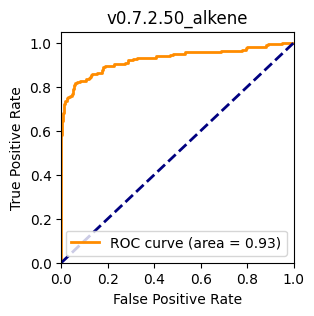 v0.7.2.50_alkene
True Positive Rate
1.0
0.8
0.6
0.4
0.2
0.0
ROC curve (area = 0.93)
0.0 0.2 0.4 0.6 0.8 1.0
False Positive Rate